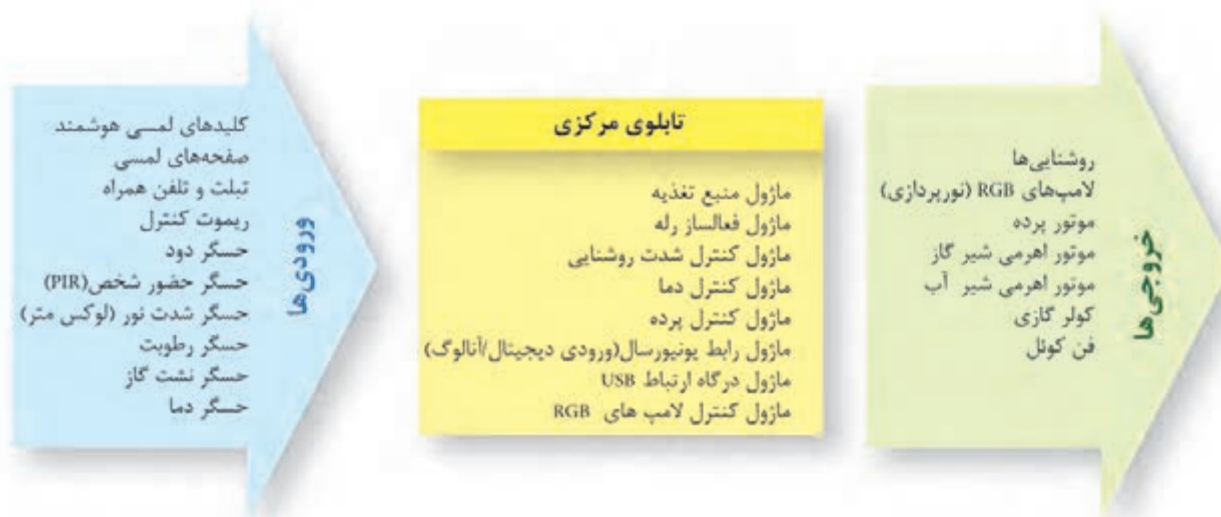 ورودی‌ها
کلیدهای لمسی هوشمند
صفحه‌های لمسی
تبلت و تلفن همراه
ریموت کنترل
حسگر دود
حسگر حضور شخص(PIR)
حسگر شدت نور (لوکس متر)
حسگر رطوبت
حسگر نشت گاز
حسگر دما
تابلوی مرکزی
ماژول منبع تغذیه
ماژول فعالساز رله
ماژول کنترل شدت روشنایی
ماژول کنترل دما
ماژول کنترل پرده
ماژول رابط یونیورسال(ورودی دیجیتال/آنالوگ)
ماژول درگاه ارتباط USB
ماژول کنترل لامپ های RGB
خروجی‌ها
روشنایی‌ها
لامپ‌های RGB (نورپردازی)
موتور پرده
موتور اهرمی شیر گاز
موتور اهرمی شیر آب
کولر گازی
فن کوئل